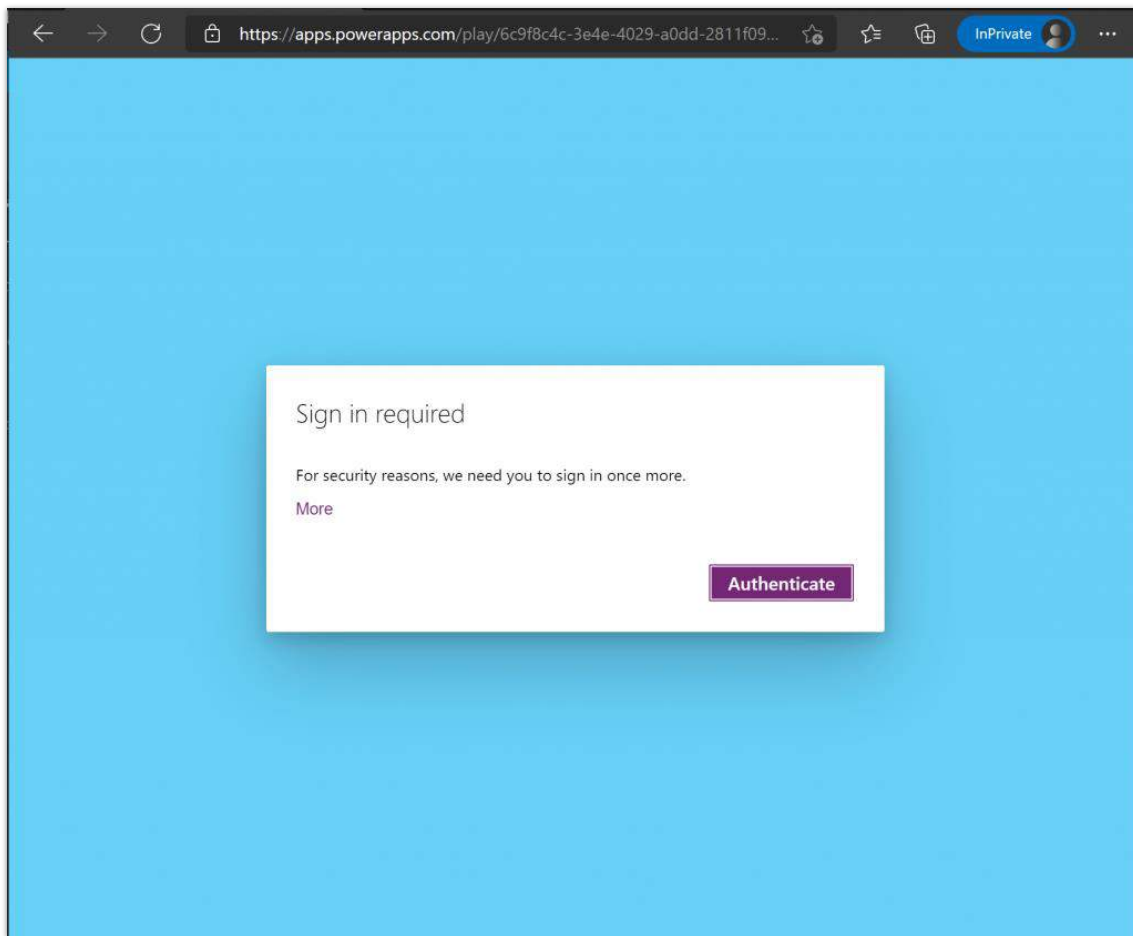 https://apps.powerapps.com/play/6c9f8c4c-3e4e-4029-a0dd-2811f09...
InPrivate
Sign in required
For security reasons, we need you to sign in once more.
More
Authenticate